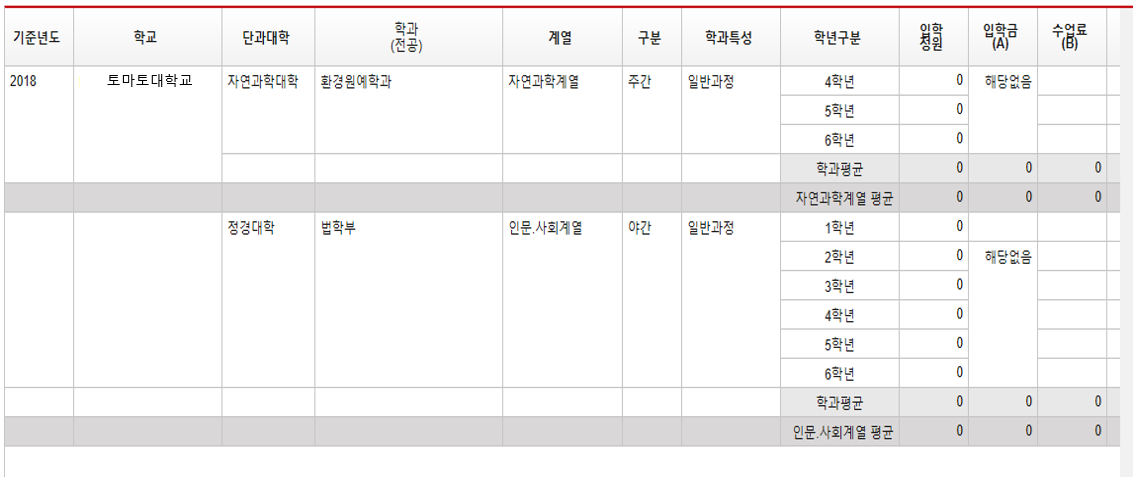 기준년도 학교 단과대학 학과 (전공) 계열 구분 학과특성 학년구분 입학정원 입학금 (A) 수업료 (B)
2018 토마토대학교 자연과학대학 환경원예학과 자연과학계열 주간 일반과정 4학년 0 해당없음
5학년 0
6학년 0
학과평균 0 0 0
자연과학계열 평균 0 0 0
정경대학 법학부 인문.사회계열 야간 일반과정 1학년 0
2학년 0 해당없음
3학년 0
4학년 0
5학년 0
6학년 0
학과평균 0 0 0
인문.사회계열 평균 0 0 0